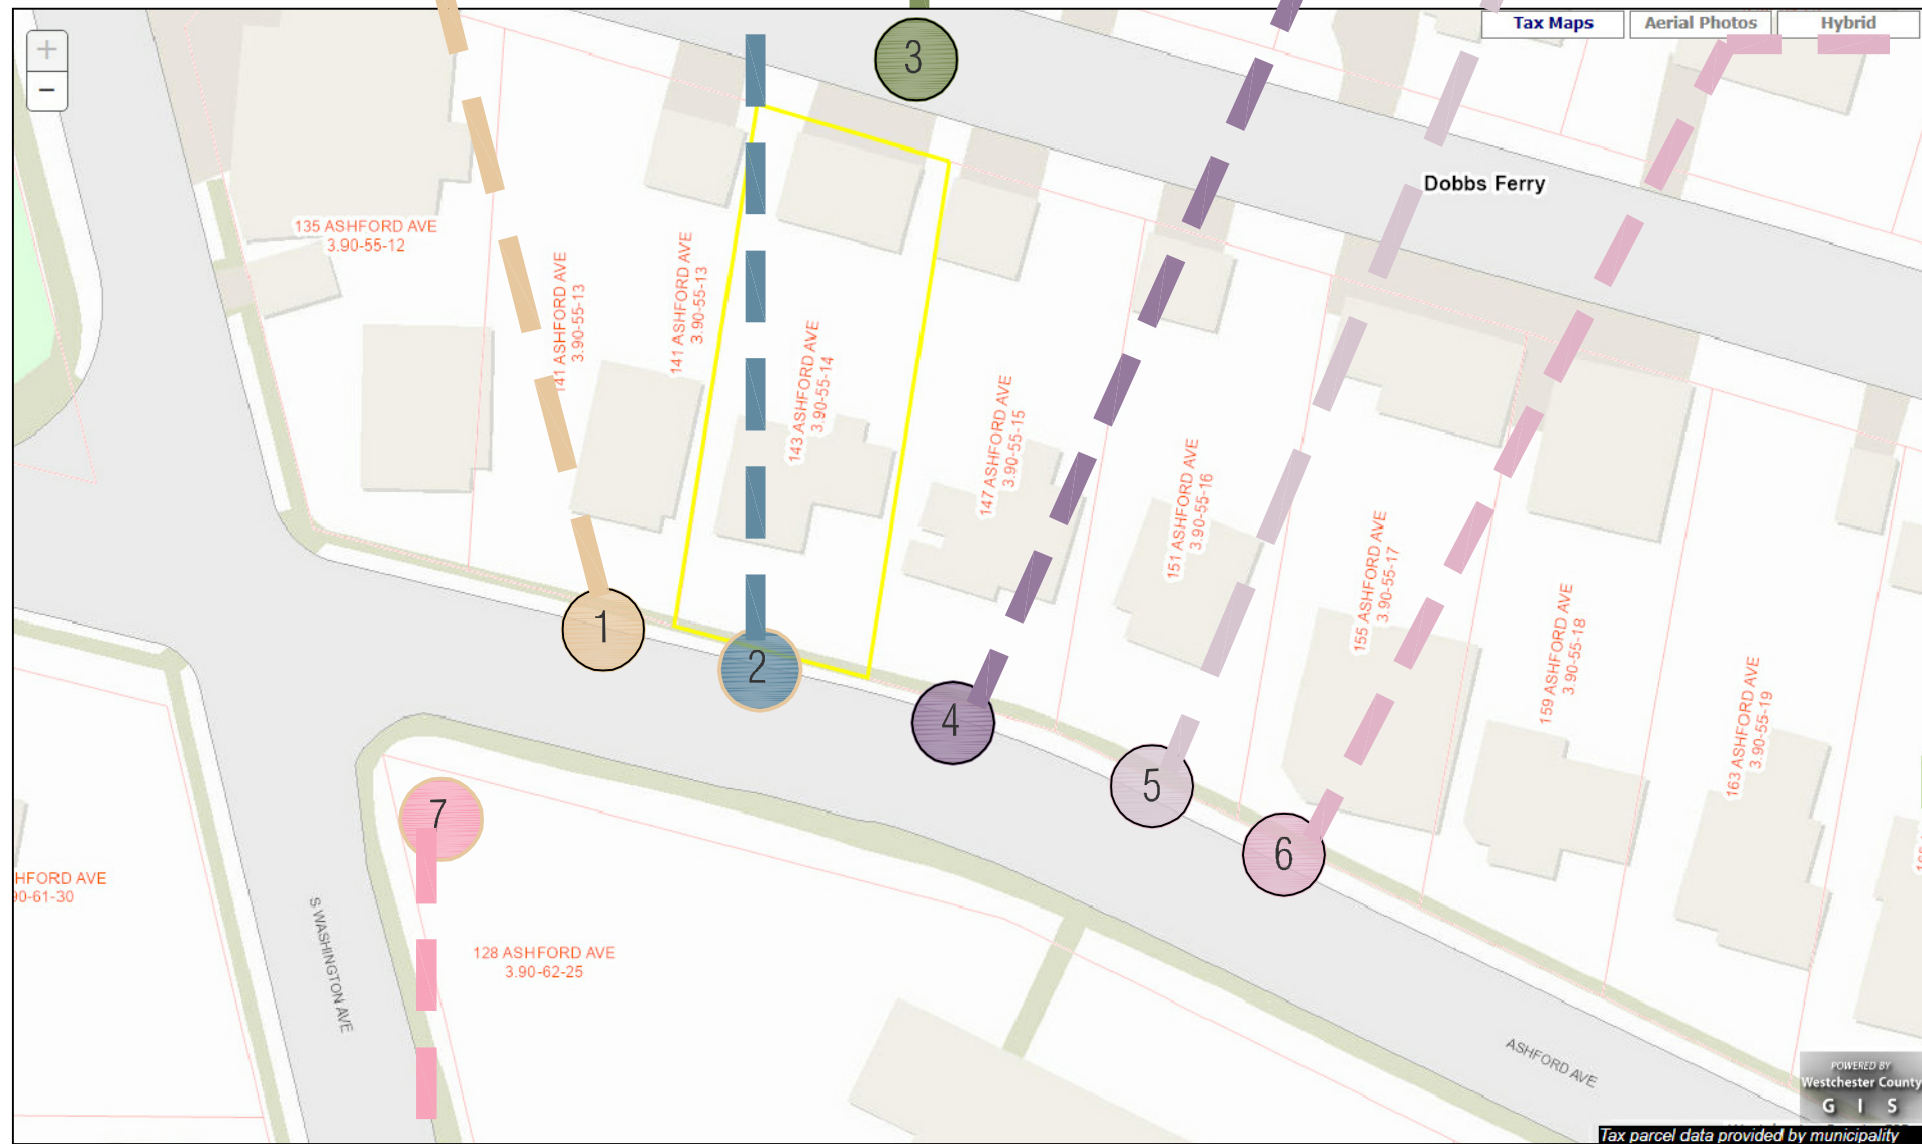 +
−
Tax Maps
Aerial Photos
Hybrid
3
Dobbs Ferry
135 ASHFORD AVE
3.90-55-12
141 ASHFORD AVE
3.90-55-13
141 ASHFORD AVE
3.90-55-13
143 ASHFORD AVE
3.90-55-14
147 ASHFORD AVE
3.90-55-15
151 ASHFORD AVE
3.90-55-16
155 ASHFORD AVE
3.90-55-17
159 ASHFORD AVE
3.90-55-18
163 ASHFORD AVE
3.90-55-19
1
2
4
5
6
7
HFORD AVE
90-61-30
S WASHINGTON AVE
128 ASHFORD AVE
3.90-62-25
ASHFORD AVE
POWERED BY
Westchester County
G I S
Tax parcel data provided by municipality